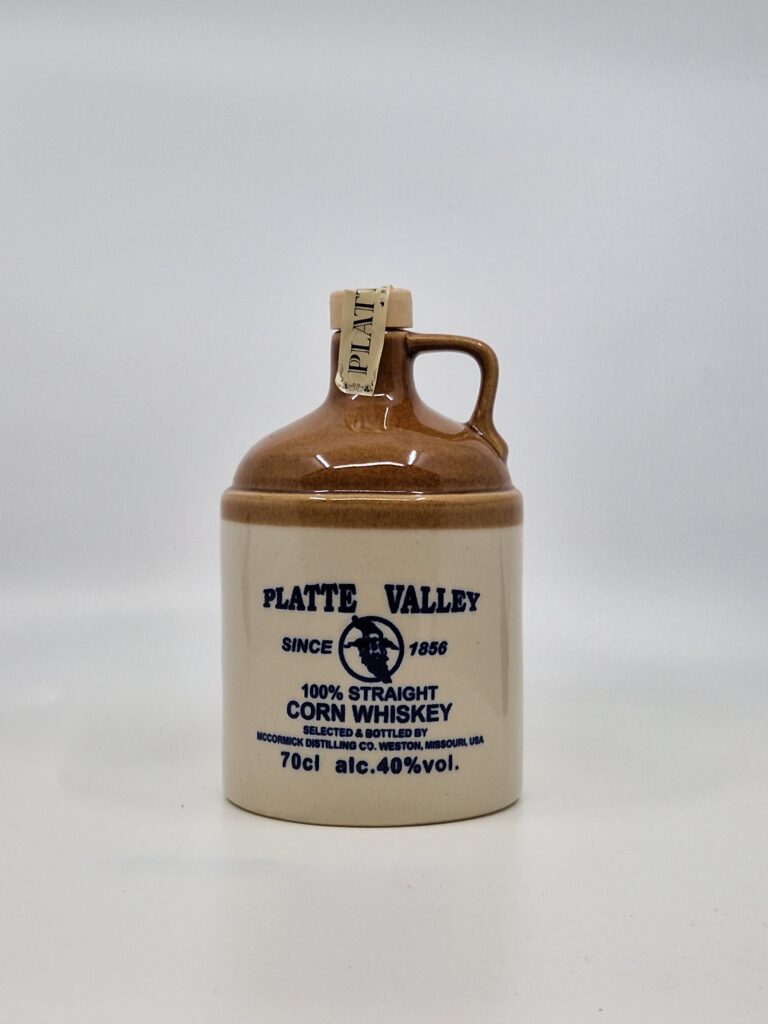 PLATT
PLATTE VALLEY
SINCE 1856
100% STRAIGHT
CORN WHISKEY
SELECTED & BOTTLED BY
MCCORMICK DISTILLING CO. WESTON, MISSOURI, USA
70cl alc.40%vol.